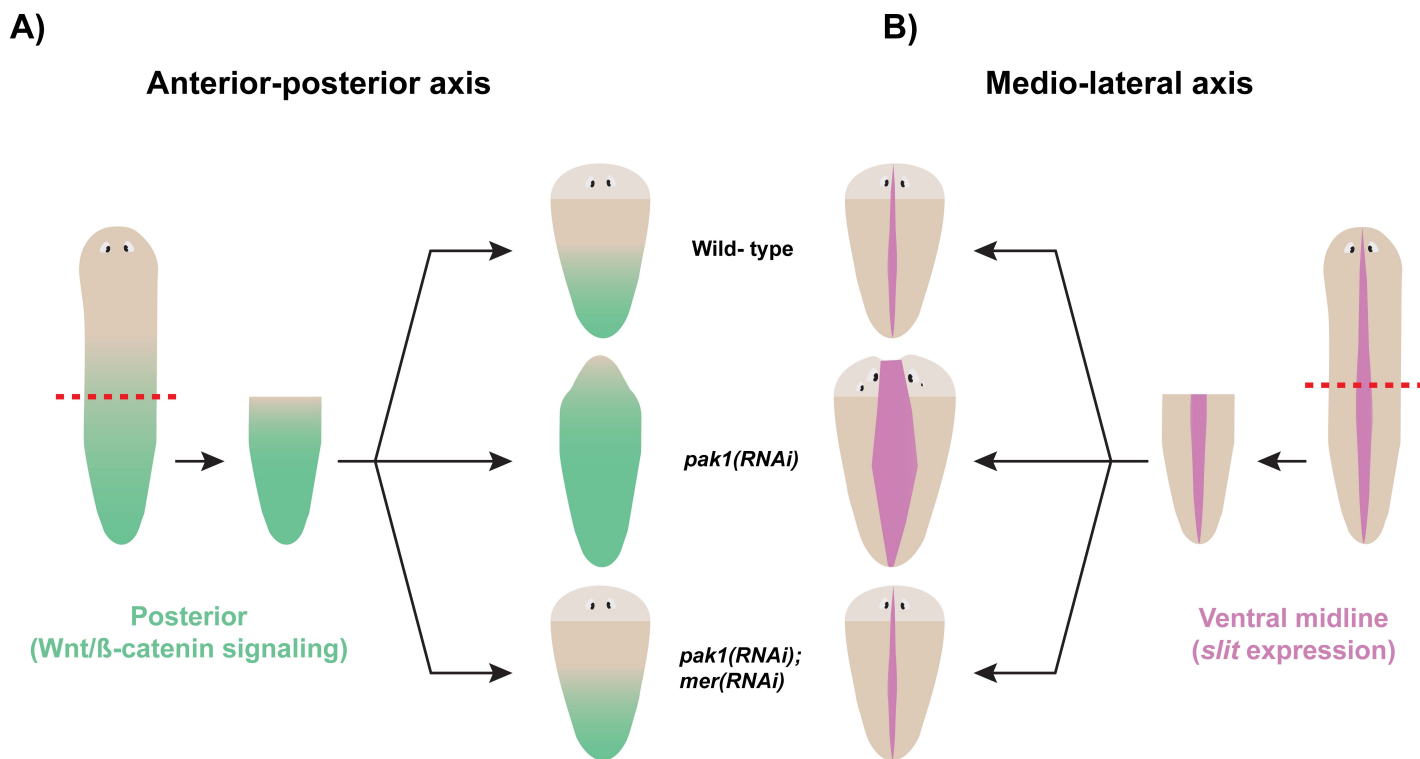 A)
B)
Anterior-posterior axis
Medio-lateral axis
Wild- type
pak1(RNAi)
Posterior
(Wnt/ß-catenin signaling)
pak1(RNAi);
mer(RNAi)
Ventral midline
(slit expression)